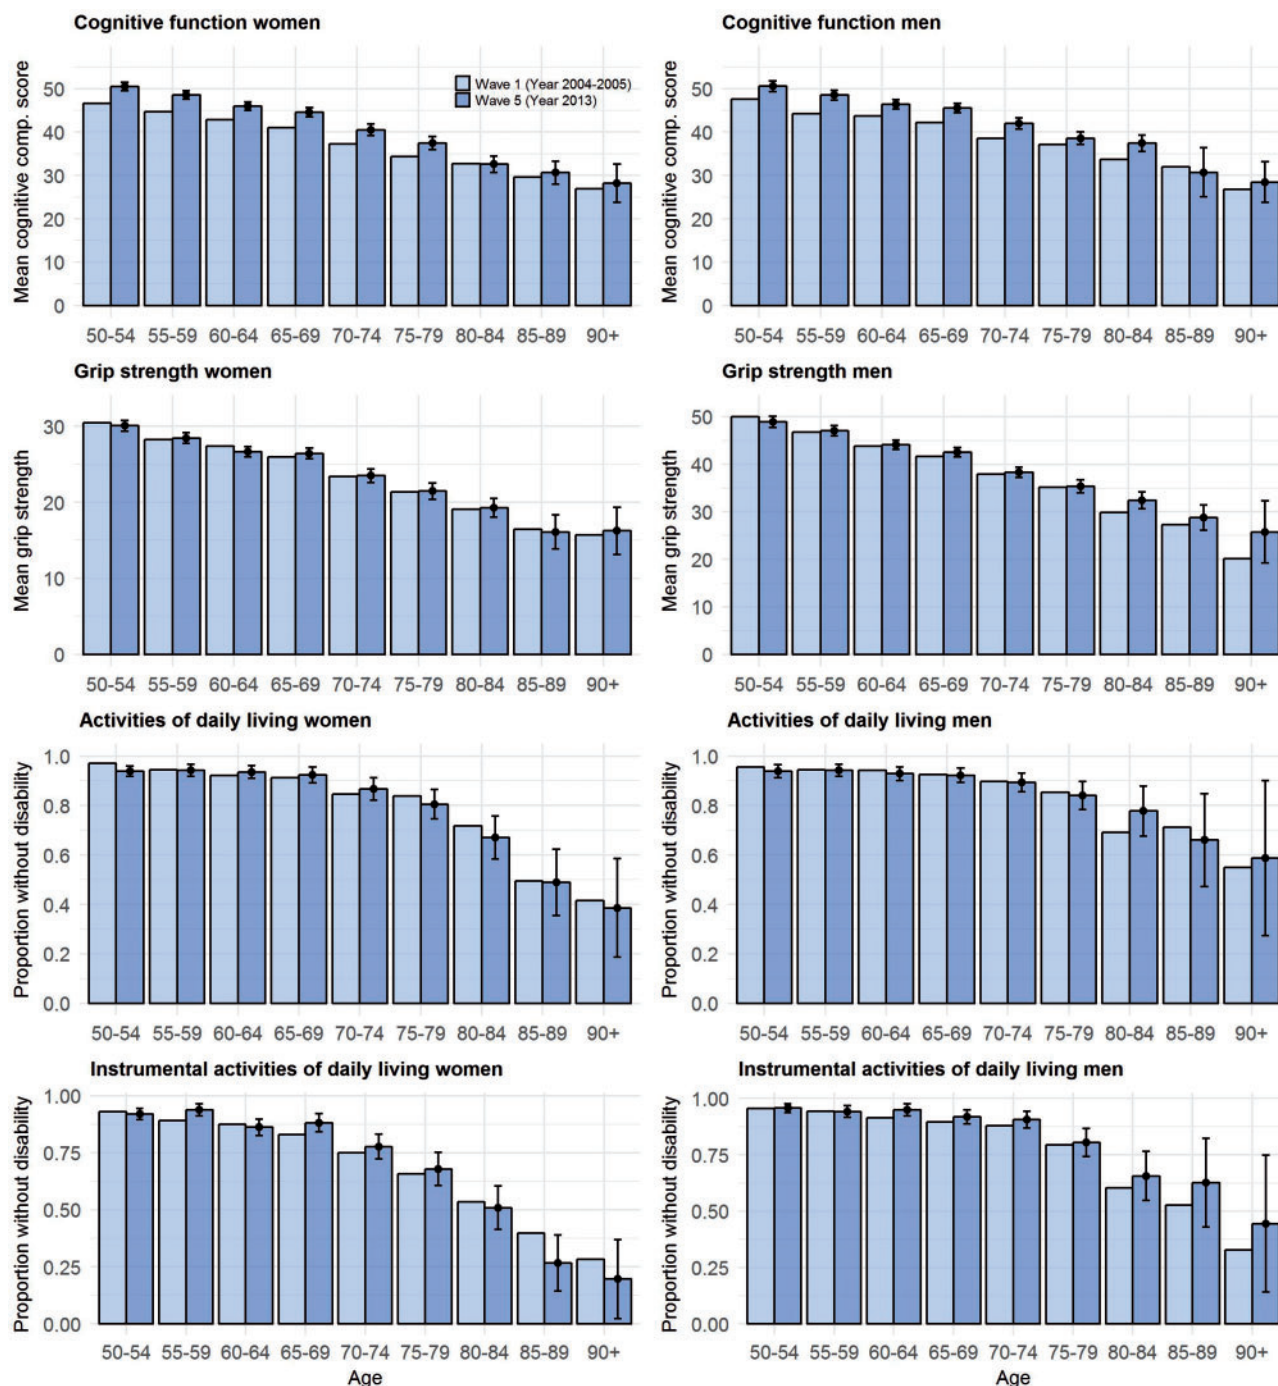 Cognitive function women
Mean cognitive comp. score
50
40
30
20
10
0
Wave 1 (Year 2004-2005)
Wave 5 (Year 2013)
50-54 55-59 60-64 65-69 70-74 75-79 80-84 85-89 90+
Cognitive function men
Mean cognitive comp. score
50
40
30
20
10
0
50-54 55-59 60-64 65-69 70-74 75-79 80-84 85-89 90+
Grip strength women
Mean grip strength
30
20
10
0
50-54 55-59 60-64 65-69 70-74 75-79 80-84 85-89 90+
Grip strength men
Mean grip strength
50
40
30
20
10
0
50-54 55-59 60-64 65-69 70-74 75-79 80-84 85-89 90+
Activities of daily living women
Proportion without disability
1.0
0.8
0.6
0.4
0.2
0.0
50-54 55-59 60-64 65-69 70-74 75-79 80-84 85-89 90+
Activities of daily living men
Proportion without disability
1.0
0.8
0.6
0.4
0.2
0.0
50-54 55-59 60-64 65-69 70-74 75-79 80-84 85-89 90+
Instrumental activities of daily living women
Proportion without disability
1.00
0.75
0.50
0.25
0.00
50-54 55-59 60-64 65-69 70-74 75-79 80-84 85-89 90+
Age
Instrumental activities of daily living men
Proportion without disability
1.00
0.75
0.50
0.25
0.00
50-54 55-59 60-64 65-69 70-74 75-79 80-84 85-89 90+
Age